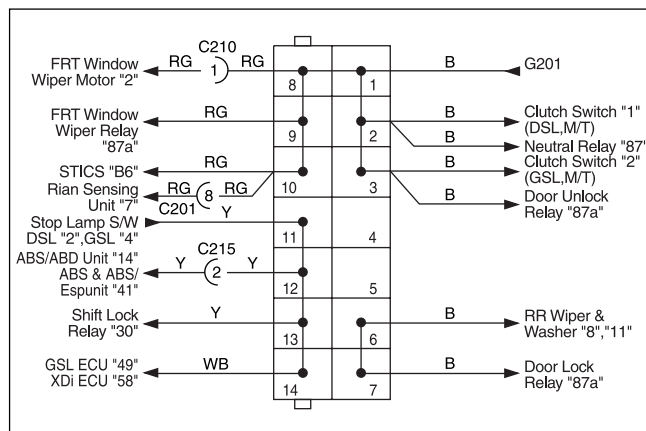 C210
FRT Window
Wiper Motor "2"
RG
1
RG
8
1
B
G201
FRT Window
Wiper Relay
"87a"
RG
9
2
B
Clutch Switch "1"
(DSL,M/T)
B
Neutral Relay "87"
STICS "B6"
RG
10
3
B
Clutch Switch "2"
(GSL,M/T)
Rian Sensing
Unit "7"
RG
8
RG
C201
B
Door Unlock
Relay "87a"
Stop Lamp S/W
DSL "2",GSL "4"
Y
11
4
C215
ABS/ABD Unit "14"
ABS & ABS/
Espunit "41"
Y
2
Y
12
5
Shift Lock
Relay "30"
Y
13
6
B
RR Wiper &
Washer "8","11"
GSL ECU "49"
XDi ECU "58"
WB
14
7
B
Door Lock
Relay "87a"